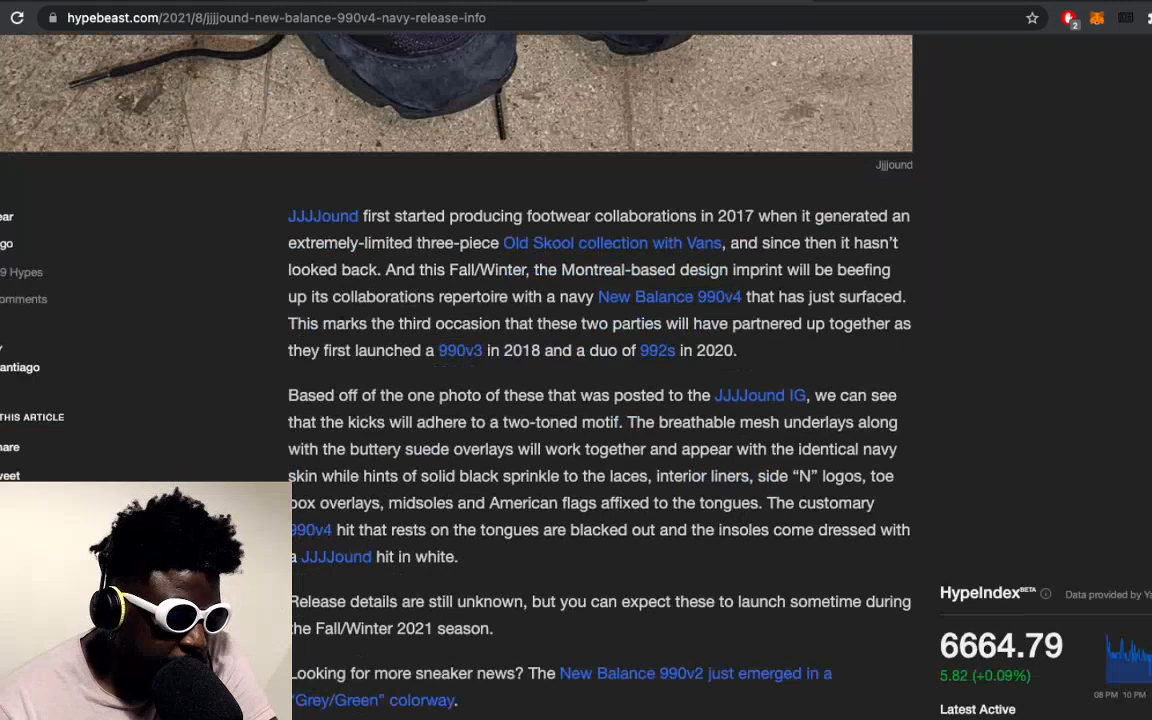 hypebeast.com/2021/8/jjjjound-new-balance-990v4-navy-release-info
2
Jjjjound
JJJJound first started producing footwear collaborations in 2017 when it generated an
extremely-limited three-piece Old Skool collection with Vans, and since then it hasn't
looked back. And this Fall/Winter, the Montreal-based design imprint will be beefing
up its collaborations repertoire with a navy New Balance 990v4 that has just surfaced.
This marks the third occasion that these two parties will have partnered up together as
they first launched a 990v3 in 2018 and a duo of 992s in 2020.
Based off of the one photo of these that was posted to the JJJJound IG, we can see
that the kicks will adhere to a two-toned motif. The breathable mesh underlays along
with the buttery suede overlays will work together and appear with the identical navy
skin while hints of solid black sprinkle to the laces, interior liners, side “N” logos, toe
box overlays, midsoles and American flags affixed to the tongues. The customary
990v4 hit that rests on the tongues are blacked out and the insoles come dressed with
a JJJJound hit in white.
Release details are still unknown, but you can expect these to launch sometime during
the Fall/Winter 2021 season.
Looking for more sneaker news? The New Balance 990v2 just emerged in a
“Grey/Green” colorway.
ear
go
9 Hypes
omments
y
antiago
THIS ARTICLE
hare
weet
HypeIndex BETA
Data provided by Ya
6664.79
5.82 (+0.09%)
08 PM 10 PM
Latest Active